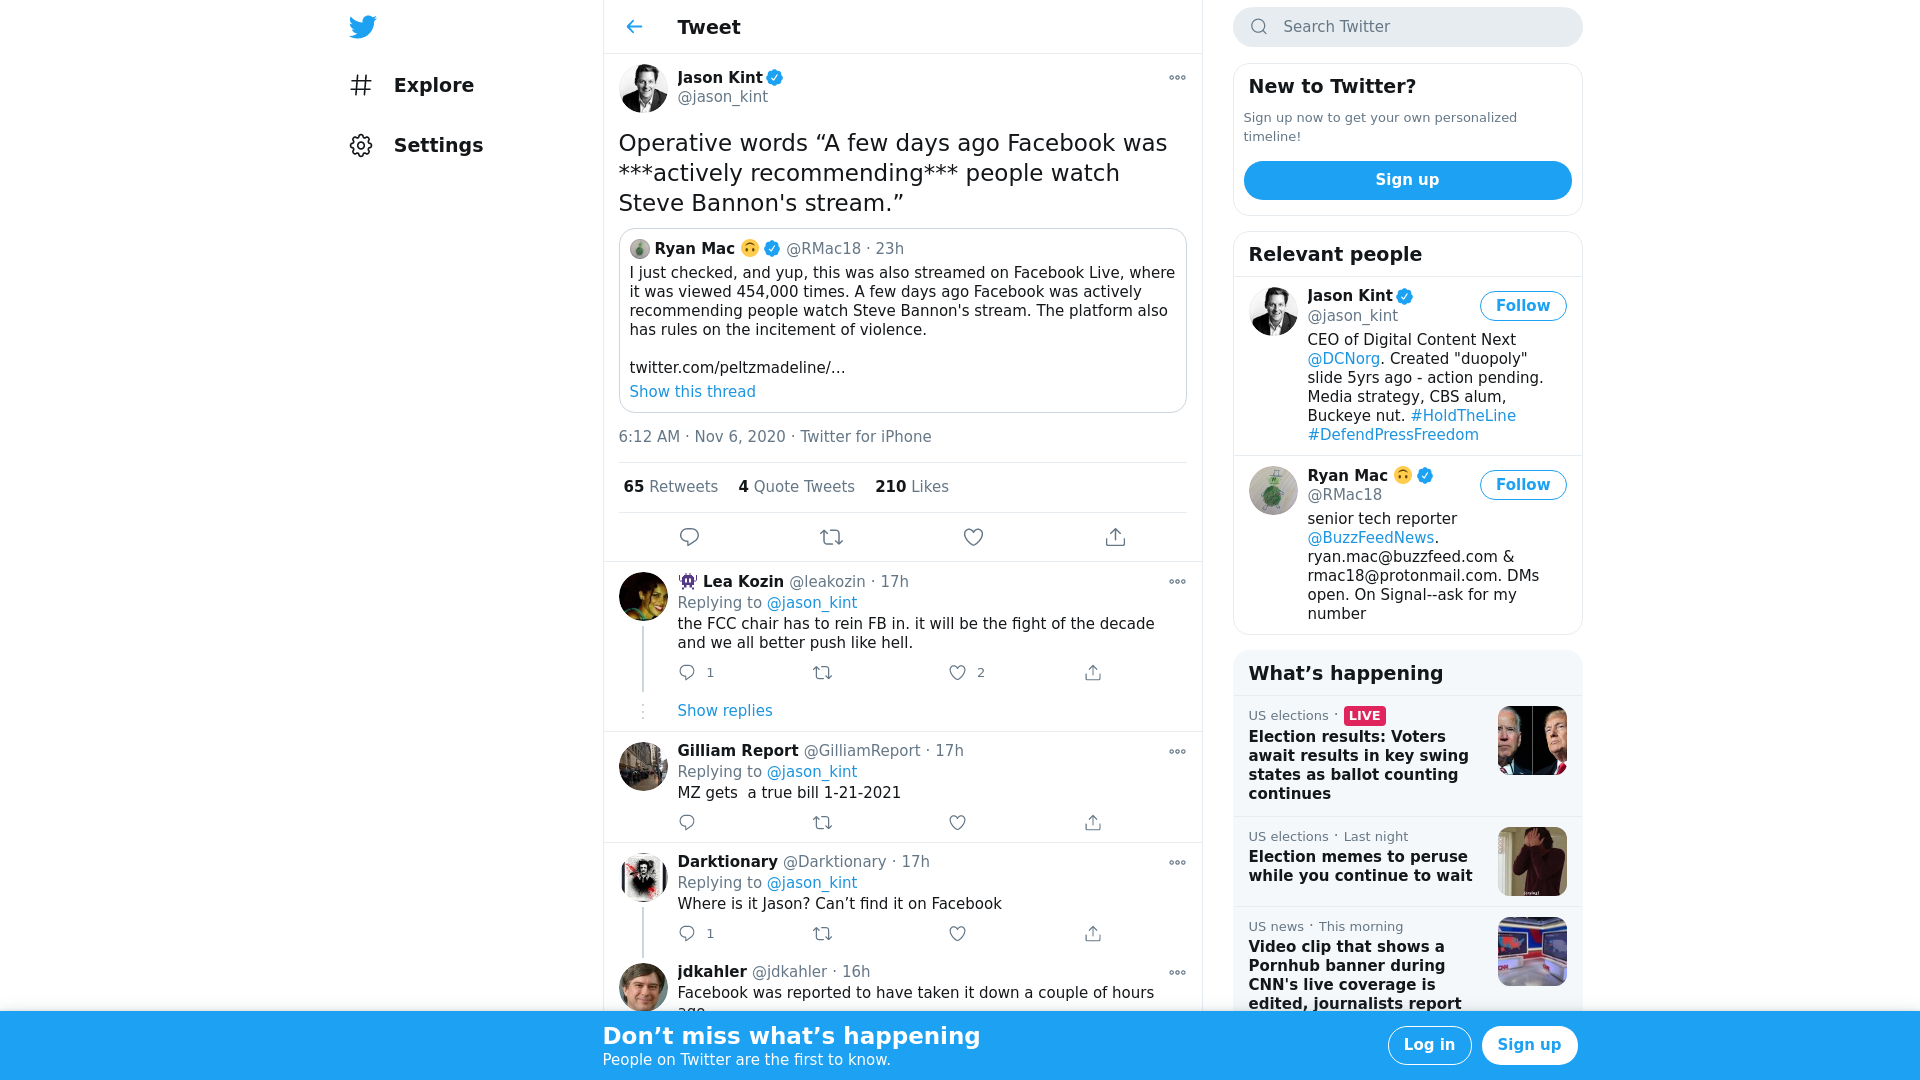 Explore
Settings
Tweet
Jason Kint
@jason_kint
Operative words “A few days ago Facebook was
***actively recommending*** people watch
Steve Bannon's stream.”
Ryan Mac 🙃 @RMac18 · 23h
I just checked, and yup, this was also streamed on Facebook Live, where
it was viewed 454,000 times. A few days ago Facebook was actively
recommending people watch Steve Bannon's stream. The platform also
has rules on the incitement of violence.
twitter.com/peltzmadeline/…
Show this thread
6:12 AM · Nov 6, 2020 · Twitter for iPhone
65 Retweets 4 Quote Tweets 210 Likes
👾 Lea Kozin @leakozin · 17h
Replying to @jason_kint
the FCC chair has to rein FB in. it will be the fight of the decade
and we all better push like hell.
1 2
Show replies
Gilliam Report @GilliamReport · 17h
Replying to @jason_kint
MZ gets  a true bill 1-21-2021
Darktionary @Darktionary · 17h
Replying to @jason_kint
Where is it Jason? Can’t find it on Facebook
1
jdkahler @jdkahler · 16h
Facebook was reported to have taken it down a couple of hours
Search Twitter
New to Twitter?
Sign up now to get your own personalized
timeline!
Sign up
Relevant people
Jason Kint
@jason_kint
Follow
CEO of Digital Content Next
@DCNorg. Created "duopoly"
slide 5yrs ago - action pending.
Media strategy, CBS alum,
Buckeye nut. #HoldTheLine
#DefendPressFreedom
Ryan Mac 🙃
@RMac18
Follow
senior tech reporter
@BuzzFeedNews.
ryan.mac@buzzfeed.com &
rmac18@protonmail.com. DMs
open. On Signal--ask for my
number
What’s happening
US elections · LIVE
Election results: Voters
await results in key swing
states as ballot counting
continues
US elections · Last night
Election memes to peruse
while you continue to wait
US news · This morning
Video clip that shows a
Pornhub banner during
CNN's live coverage is
edited, journalists report
Don’t miss what’s happening
People on Twitter are the first to know.
Log in
Sign up